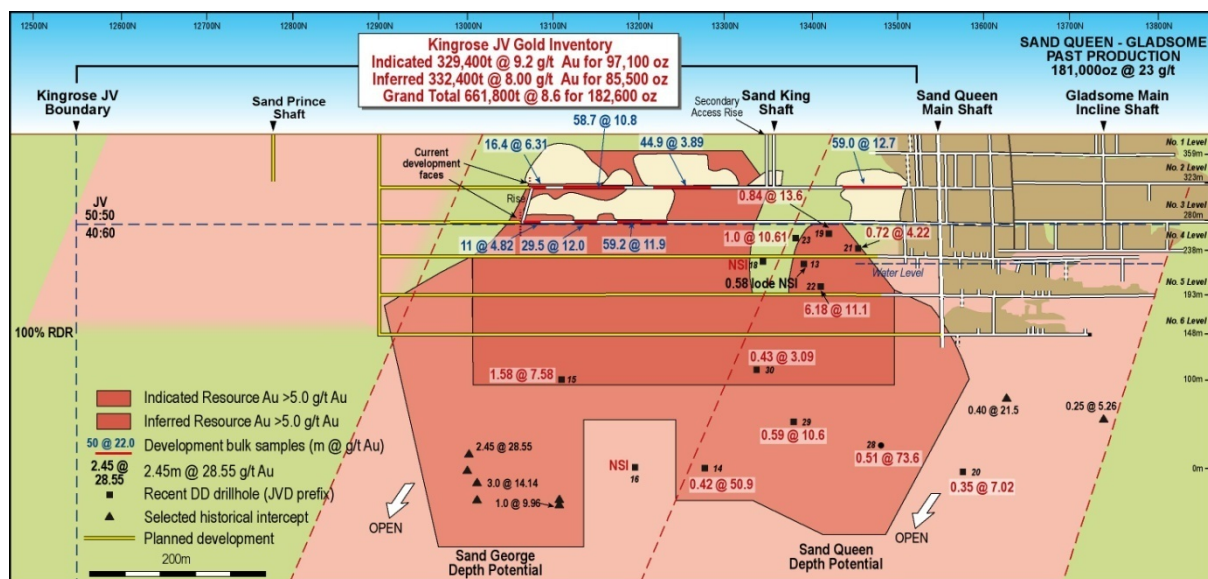 12500N
12600N
12700N
12800N
12900N
13000N
13100N
13200N
13300N
13400N
13500N
13600N
13700N
13800N
Kingrose JV Gold Inventory
Indicated 329,400t @ 9.2 g/t Au for 97,100 oz
Inferred 332,400t @ 8.00 g/t Au for 85,500 oz
Grand Total 661,800t @ 8.6 for 182,600 oz
SAND QUEEN - GLADSOME
PAST PRODUCTION
181,000oz @ 23 g/t
Kingrose JV
Boundary
Sand Prince
Shaft
Secondary
Access Rise
Sand King
Shaft
Sand Queen
Main Shaft
Gladsome Main
Incline Shaft
58.7 @ 10.8
16.4 @ 6.31
44.9 @ 3.89
59.0 @ 12.7
Current
development
faces
Rise
0.84 @ 13.6
No. 1 Level
359m
No. 2 Level
323m
No. 3 Level
280m
No. 4 Level
238m
No. 5 Level
193m
No. 6 Level
148m
100m
0m
JV
50:50
40:60
11 @ 4.82
29.5 @ 12.0
59.2 @ 11.9
1.0 @ 10.61
0.72 @ 4.22
19
23
21
NSI
18
13
0.58 lode NSI
22
Water Level
6.18 @ 11.1
100% RDR
0.43 @ 3.09
30
1.58 @ 7.58
15
0.40 @ 21.5
0.25 @ 5.26
29
0.59 @ 10.6
28
0.51 @ 73.6
2.45 @ 28.55
3.0 @ 14.14
1.0 @ 9.96
NSI
16
14
0.42 @ 50.9
20
0.35 @ 7.02
OPEN
OPEN
Sand George
Depth Potential
Sand Queen
Depth Potential
Indicated Resource Au >5.0 g/t Au
Inferred Resource Au >5.0 g/t Au
50 @ 22.0
Development bulk samples (m @ g/t Au)
2.45 @
28.55
2.45m @ 28.55 g/t Au
Recent DD drillhole (JVD prefix)
Selected historical intercept
Planned development
200m